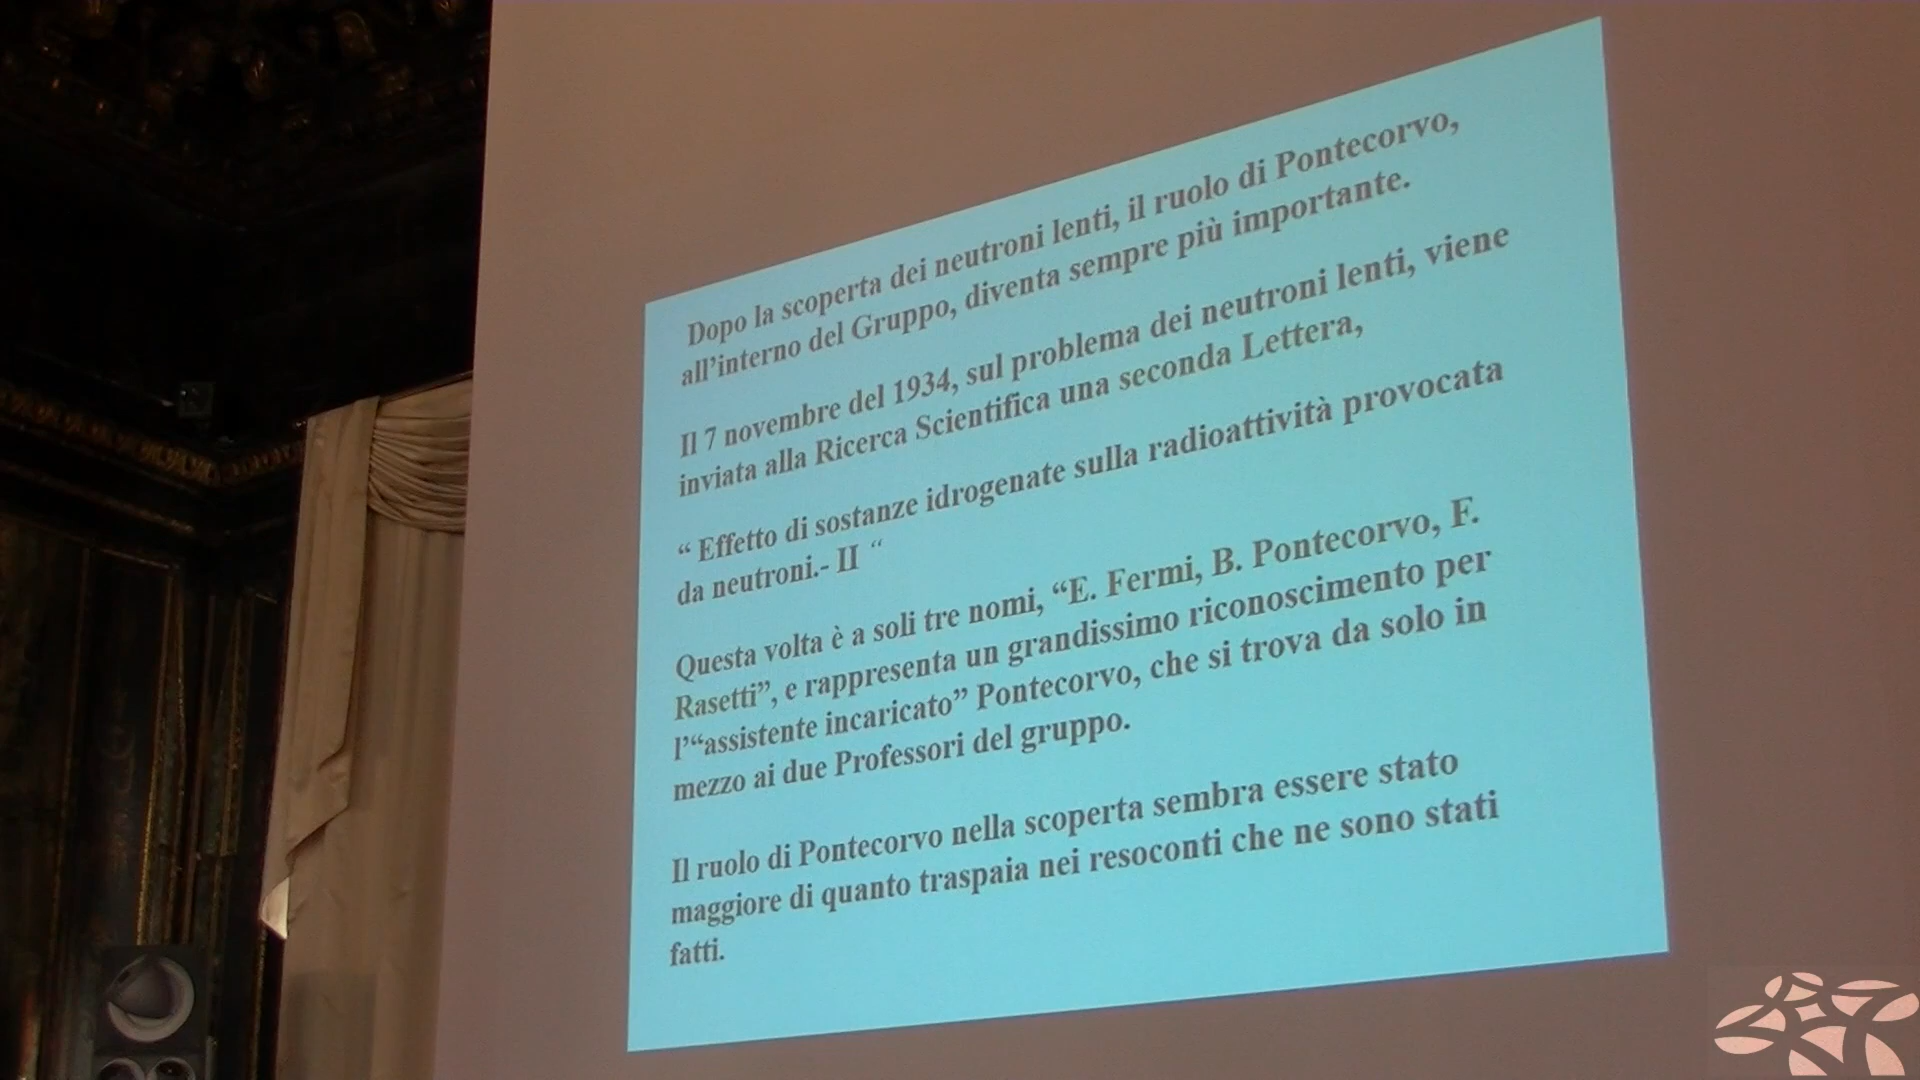 Dopo la scoperta dei neutroni lenti, il ruolo di Pontecorvo,
all’interno del Gruppo, diventa sempre più importante.
Il 7 novembre del 1934, sul problema dei neutroni lenti, viene
inviata alla Ricerca Scientifica una seconda Lettera,
“ Effetto di sostanze idrogenate sulla radioattività provocata
da neutroni.- II “
Questa volta è a soli tre nomi, “E. Fermi, B. Pontecorvo, F.
Rasetti”, e rappresenta un grandissimo riconoscimento per
l’“assistente incaricato” Pontecorvo, che si trova da solo in
mezzo ai due Professori del gruppo.
Il ruolo di Pontecorvo nella scoperta sembra essere stato
maggiore di quanto traspaia nei resoconti che ne sono stati
fatti.